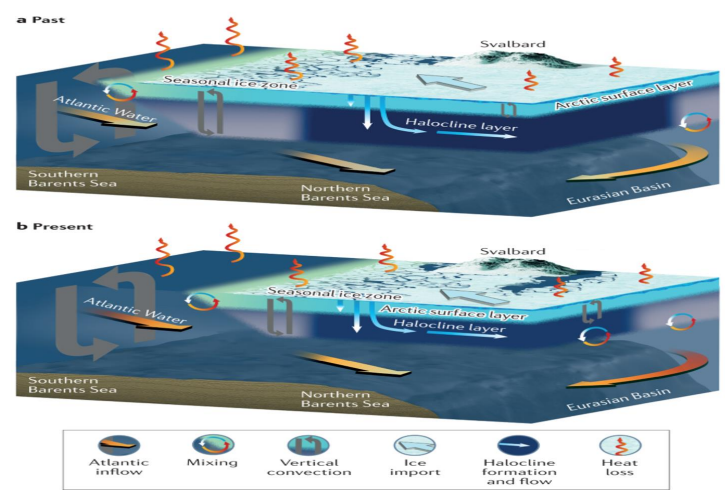 a Past
Svalbard
Seasonal ice zone
Arctic surface layer
Atlantic Water
Halocline layer
Southern
Barents Sea
Northern
Barents Sea
Eurasian Basin
b Present
Svalbard
Seasonal ice zone
Arctic surface layer
Atlantic Water
Halocline layer
Southern
Barents Sea
Northern
Barents Sea
Eurasian Basin
Atlantic
inflow
Mixing
Vertical
convection
Ice
import
Halocline
formation
and flow
Heat
loss